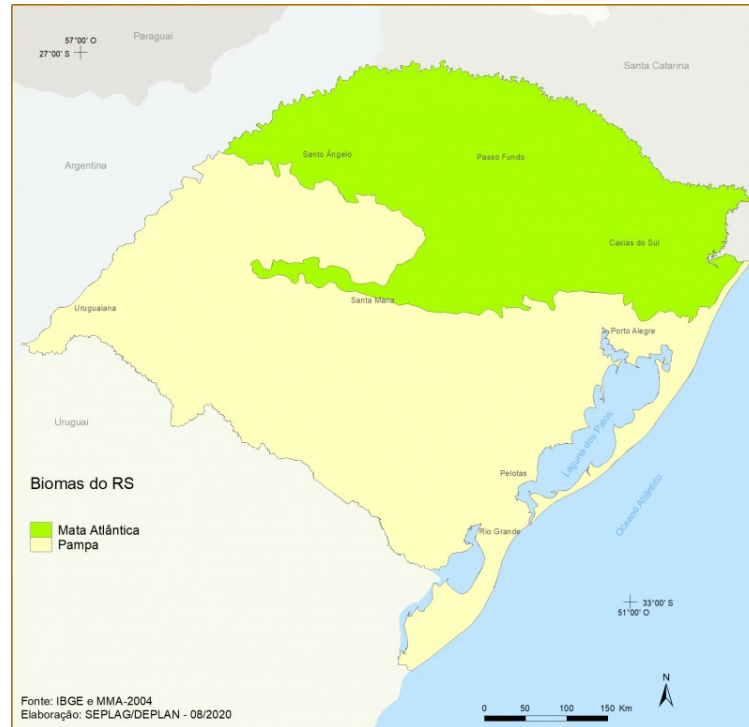 Paraguai
57°00' O
27°00' S
Santa Catarina
Argentina
Santo Ângelo
Passo Fundo
Caxias do Sul
Santa Maria
Uruguaiana
Porto Alegre
Uruguai
Laguna dos Patos
Pelotas
Oceano Atlântico
Rio Grande
Biomas do RS
Mata Atlântica
Pampa
33°00' S
51°00' O
N
Fonte: IBGE e MMA-2004
Elaboração: SEPLAG/DEPLAN - 08/2020
0 50 100 150 Km